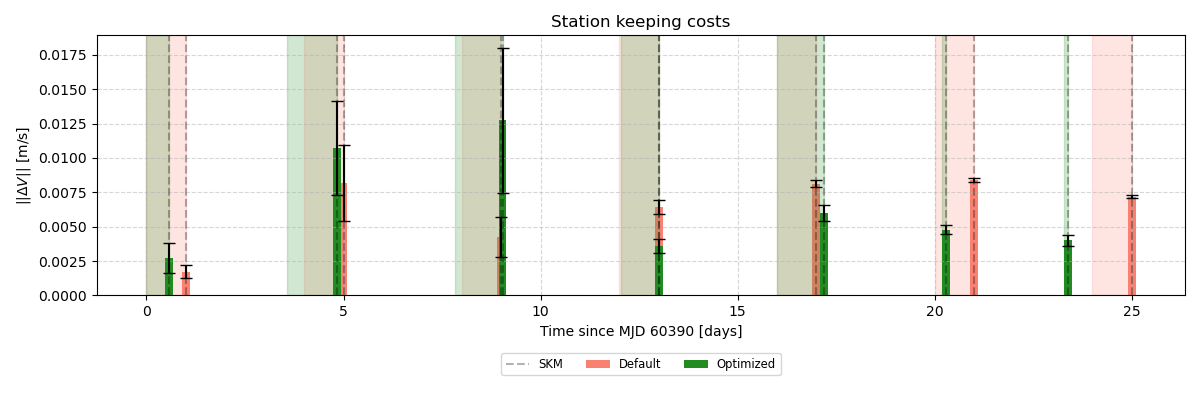 Station keeping costs
0.0175
0.0150
0.0125
0.0100
0.0075
0.0050
0.0025
0.0000
||ΔV|| [m/s]
0 5 10 15 20 25
Time since MJD 60390 [days]
SKM Default Optimized